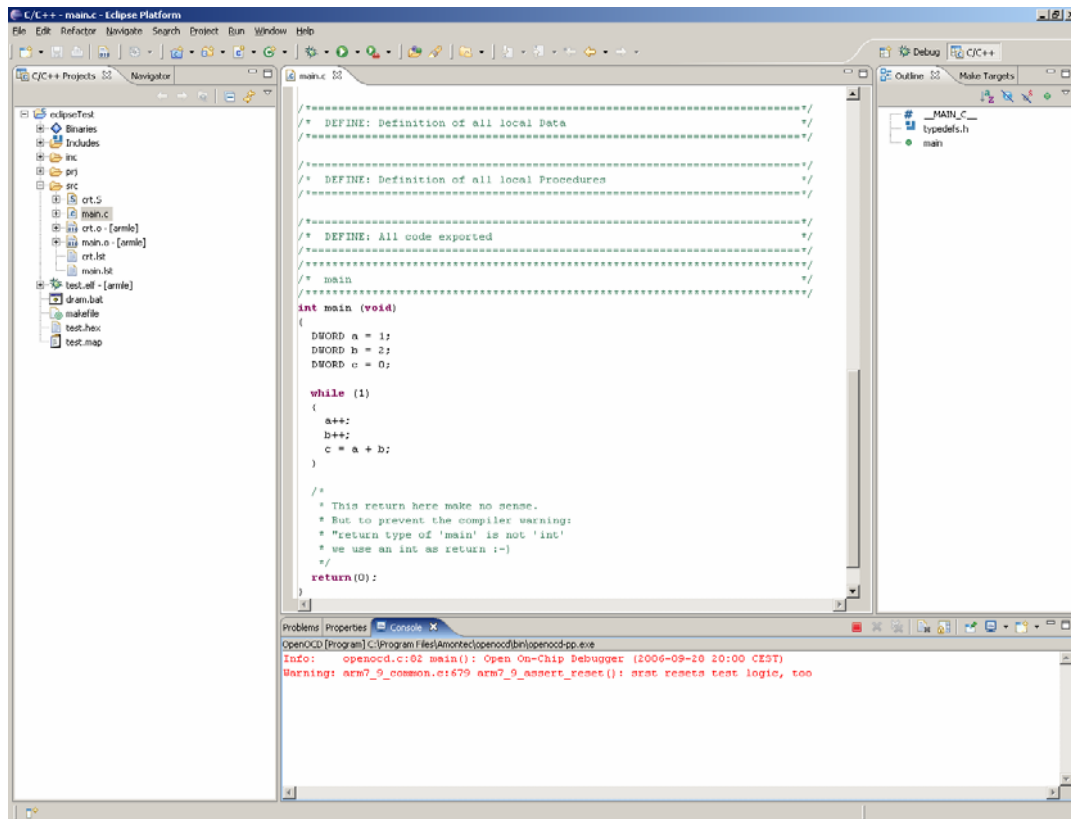 C/C++ - main.c - Eclipse Platform
File Edit Refactor Navigate Search Project Run Window Help
Debug C/C++
C/C++ Projects Navigator
eclipseTest
Binaries
Includes
inc
prj
src
crt.S
main.c
crt.o - [armle]
main.o - [armle]
crt.lst
main.lst
test.elf - [armle]
dram.bat
makefile
test.hex
test.map
main.c
/*===========================================================================*/
/* DEFINE: Definition of all local Data */
/*===========================================================================*/
/*===========================================================================*/
/* DEFINE: Definition of all local Procedures */
/*===========================================================================*/
/*===========================================================================*/
/* DEFINE: All code exported */
/*===========================================================================*/
/***************************************************************************/
/* main */
/***************************************************************************/
int main (void)
{
DWORD a = 1;
DWORD b = 2;
DWORD c = 0;
while (1)
{
a++;
b++;
c = a + b;
}
/*
* This return here make no sense.
* But to prevent the compiler warning:
* "return type of 'main' is not 'int'
* we use an int as return :-)
*/
return(0);
}
Outline Make Targets
# __MAIN_C__
typedefs.h
main
Problems Properties Console
OpenOCD [Program] C:\Program Files\Amontec\openocd\bin\openocd-pp.exe
Info: openocd.c:82 main(): Open On-Chip Debugger (2006-09-28 20:00 CEST)
Warning: arm7_9_common.c:679 arm7_9_assert_reset(): srst resets test logic, too